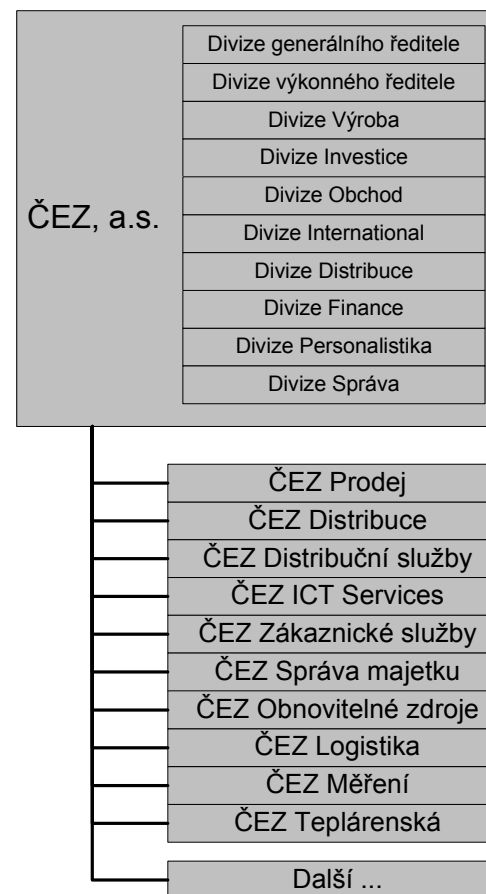 ČEZ, a.s.
Divize generálního ředitele
Divize výkonného ředitele
Divize Výroba
Divize Investice
Divize Obchod
Divize International
Divize Distribuce
Divize Finance
Divize Personalistika
Divize Správa
ČEZ Prodej
ČEZ Distribuce
ČEZ Distribuční služby
ČEZ ICT Services
ČEZ Zákaznické služby
ČEZ Správa majetku
ČEZ Obnovitelné zdroje
ČEZ Logistika
ČEZ Měření
ČEZ Teplárenská
Další ...